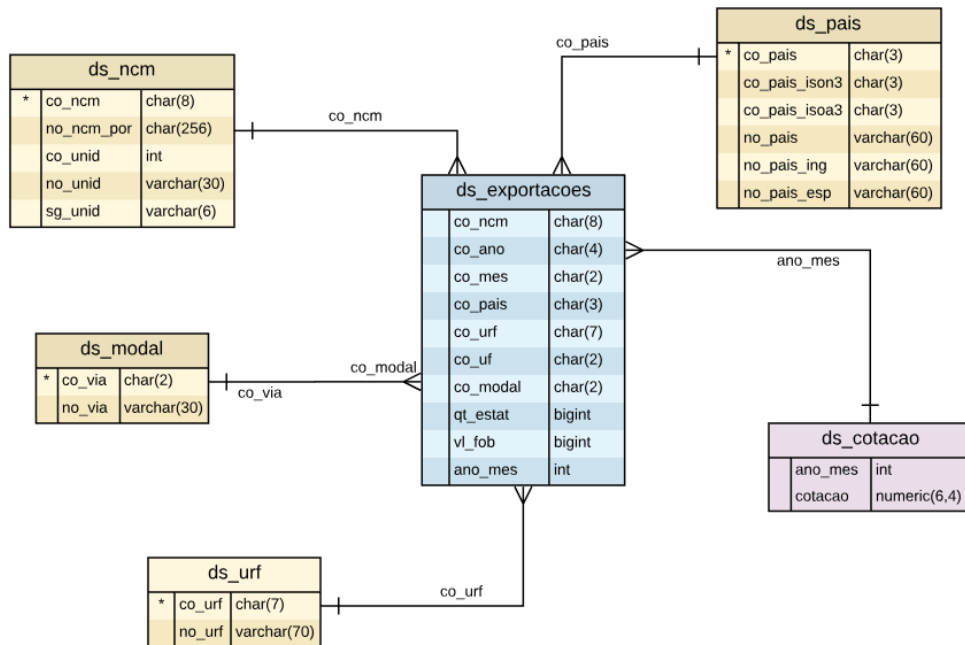 ds_ncm
* co_ncm char(8)
no_ncm_por char(256)
co_unid int
no_unid varchar(30)
sg_unid varchar(6)
co_ncm
co_pais
ds_pais
* co_pais char(3)
co_pais_ison3 char(3)
co_pais_isoa3 char(3)
no_pais varchar(60)
no_pais_ing varchar(60)
no_pais_esp varchar(60)
ds_exportacoes
co_ncm char(8)
co_ano char(4)
co_mes char(2)
co_pais char(3)
co_urf char(7)
co_uf char(2)
co_modal char(2)
qt_estat bigint
vl_fob bigint
ano_mes int
ano_mes
ds_modal
* co_via char(2)
no_via varchar(30)
co_via
co_modal
ds_cotacao
ano_mes int
cotacao numeric(6,4)
ds_urf
* co_urf char(7)
no_urf varchar(70)
co_urf